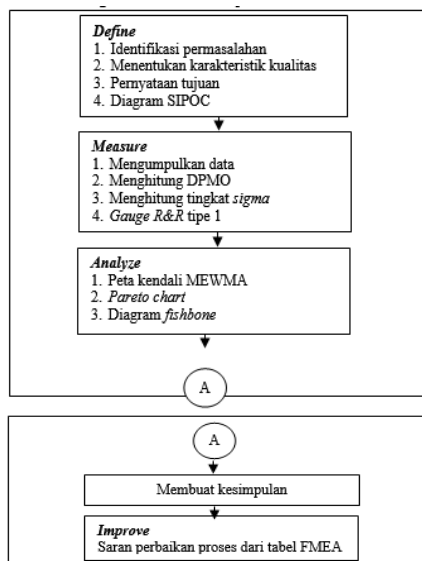 Define
1. Identifikasi permasalahan
2. Menentukan karakteristik kualitas
3. Pernyataan tujuan
4. Diagram SIPOC
Measure
1. Mengumpulkan data
2. Menghitung DPMO
3. Menghitung tingkat sigma
4. Gauge R&R tipe 1
Analyze
1. Peta kendali MEWMA
2. Pareto chart
3. Diagram fishbone
A
A
Membuat kesimpulan
Improve
Saran perbaikan proses dari tabel FMEA